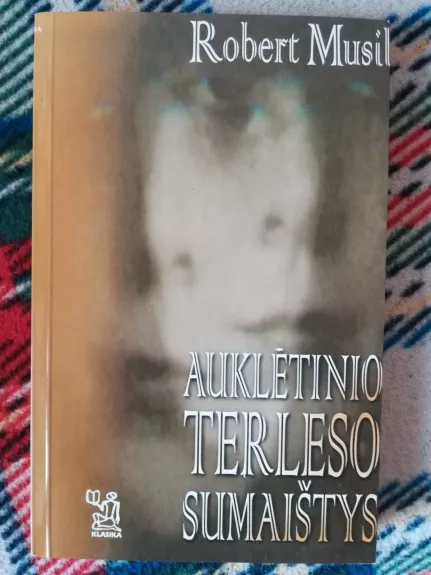 Robert Musil
AUKLĖTINIO
TERLESO
SUMAIŠTYS
KLASIKA